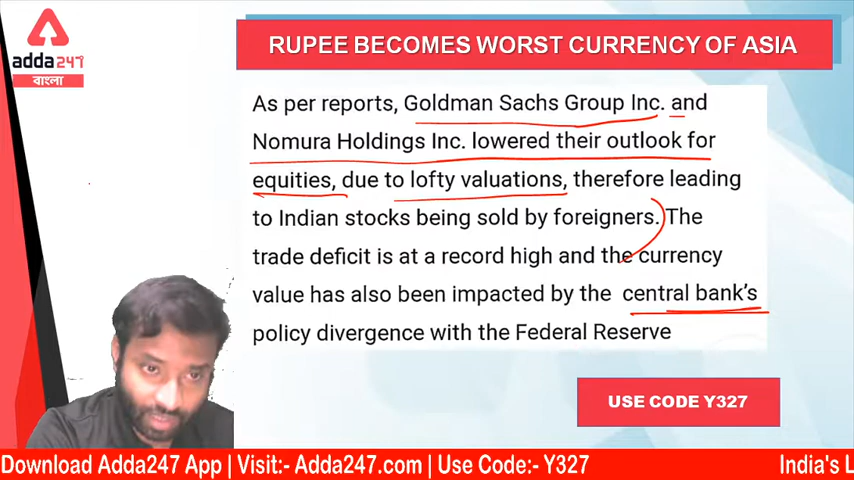 adda247
বাংলা
RUPEE BECOMES WORST CURRENCY OF ASIA
As per reports, Goldman Sachs Group Inc. and
Nomura Holdings Inc. lowered their outlook for
equities, due to lofty valuations, therefore leading
to Indian stocks being sold by foreigners. The
trade deficit is at a record high and the currency
value has also been impacted by the central bank's
policy divergence with the Federal Reserve
USE CODE Y327
Download Adda247 App | Visit:- Adda247.com | Use Code:- Y327
India's L